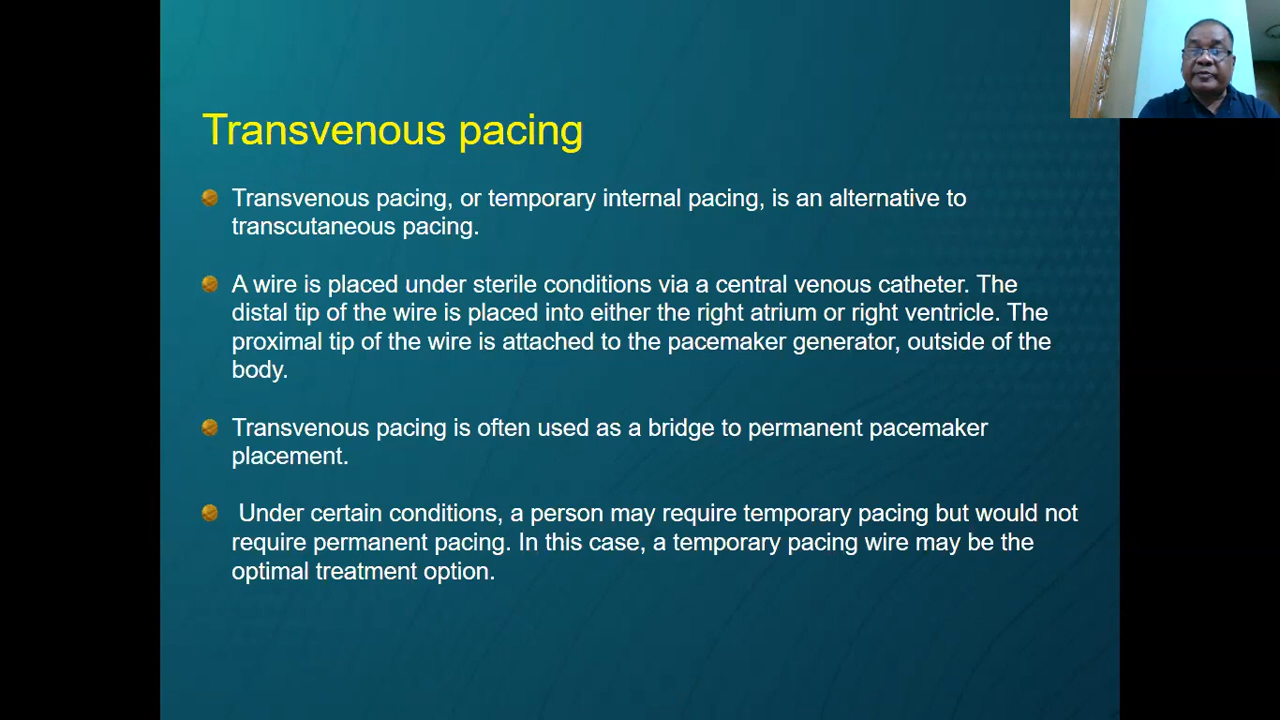 Transvenous pacing
Transvenous pacing, or temporary internal pacing, is an alternative to
transcutaneous pacing.
A wire is placed under sterile conditions via a central venous catheter. The
distal tip of the wire is placed into either the right atrium or right ventricle. The
proximal tip of the wire is attached to the pacemaker generator, outside of the
body.
Transvenous pacing is often used as a bridge to permanent pacemaker
placement.
Under certain conditions, a person may require temporary pacing but would not
require permanent pacing. In this case, a temporary pacing wire may be the
optimal treatment option.